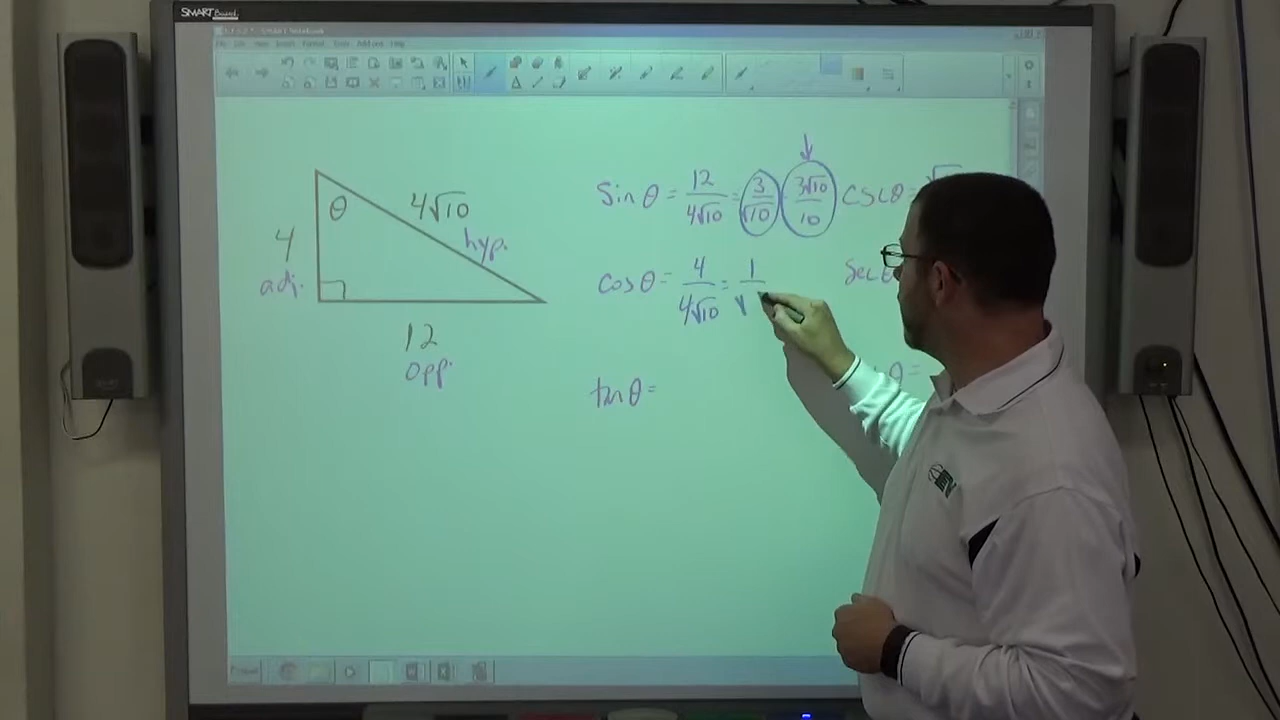 SMART Board
θ
4√10
hyp.
4
adj.
12
opp.
Sin θ = 12/4√10 = 3/√10 = 3√10/10
CSC θ = √
Cos θ = 4/4√10 = 1/√
Sec θ
tan θ =
θ =